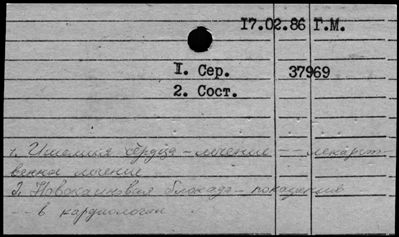 17.02.86 Г.М.
I. Сер. 37969
2. Сост.
1. Ишемия сердца - лечение -- лекарст-
венное лечение
2. Новокаиновая блокада - показания
-- в кардиологии